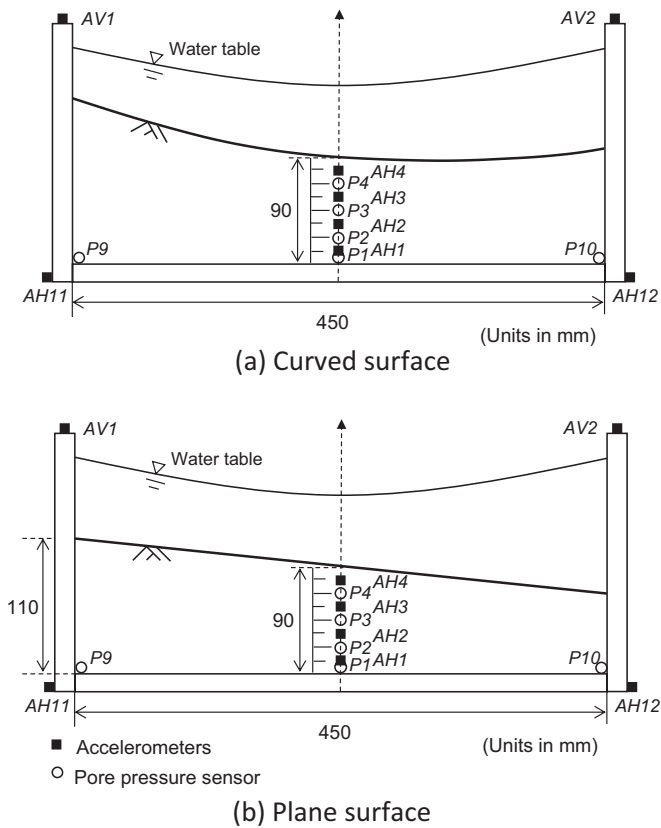 AV1
AV2
Water table
AH4
P4
AH3
P3
90
AH2
P2
P9
AH1
P1
P10
AH11
AH12
450
(Units in mm)
(a) Curved surface
AV1
AV2
Water table
110
AH4
P4
AH3
P3
90
AH2
P2
P9
AH1
P1
P10
AH11
AH12
450
■ Accelerometers
(Units in mm)
○ Pore pressure sensor
(b) Plane surface